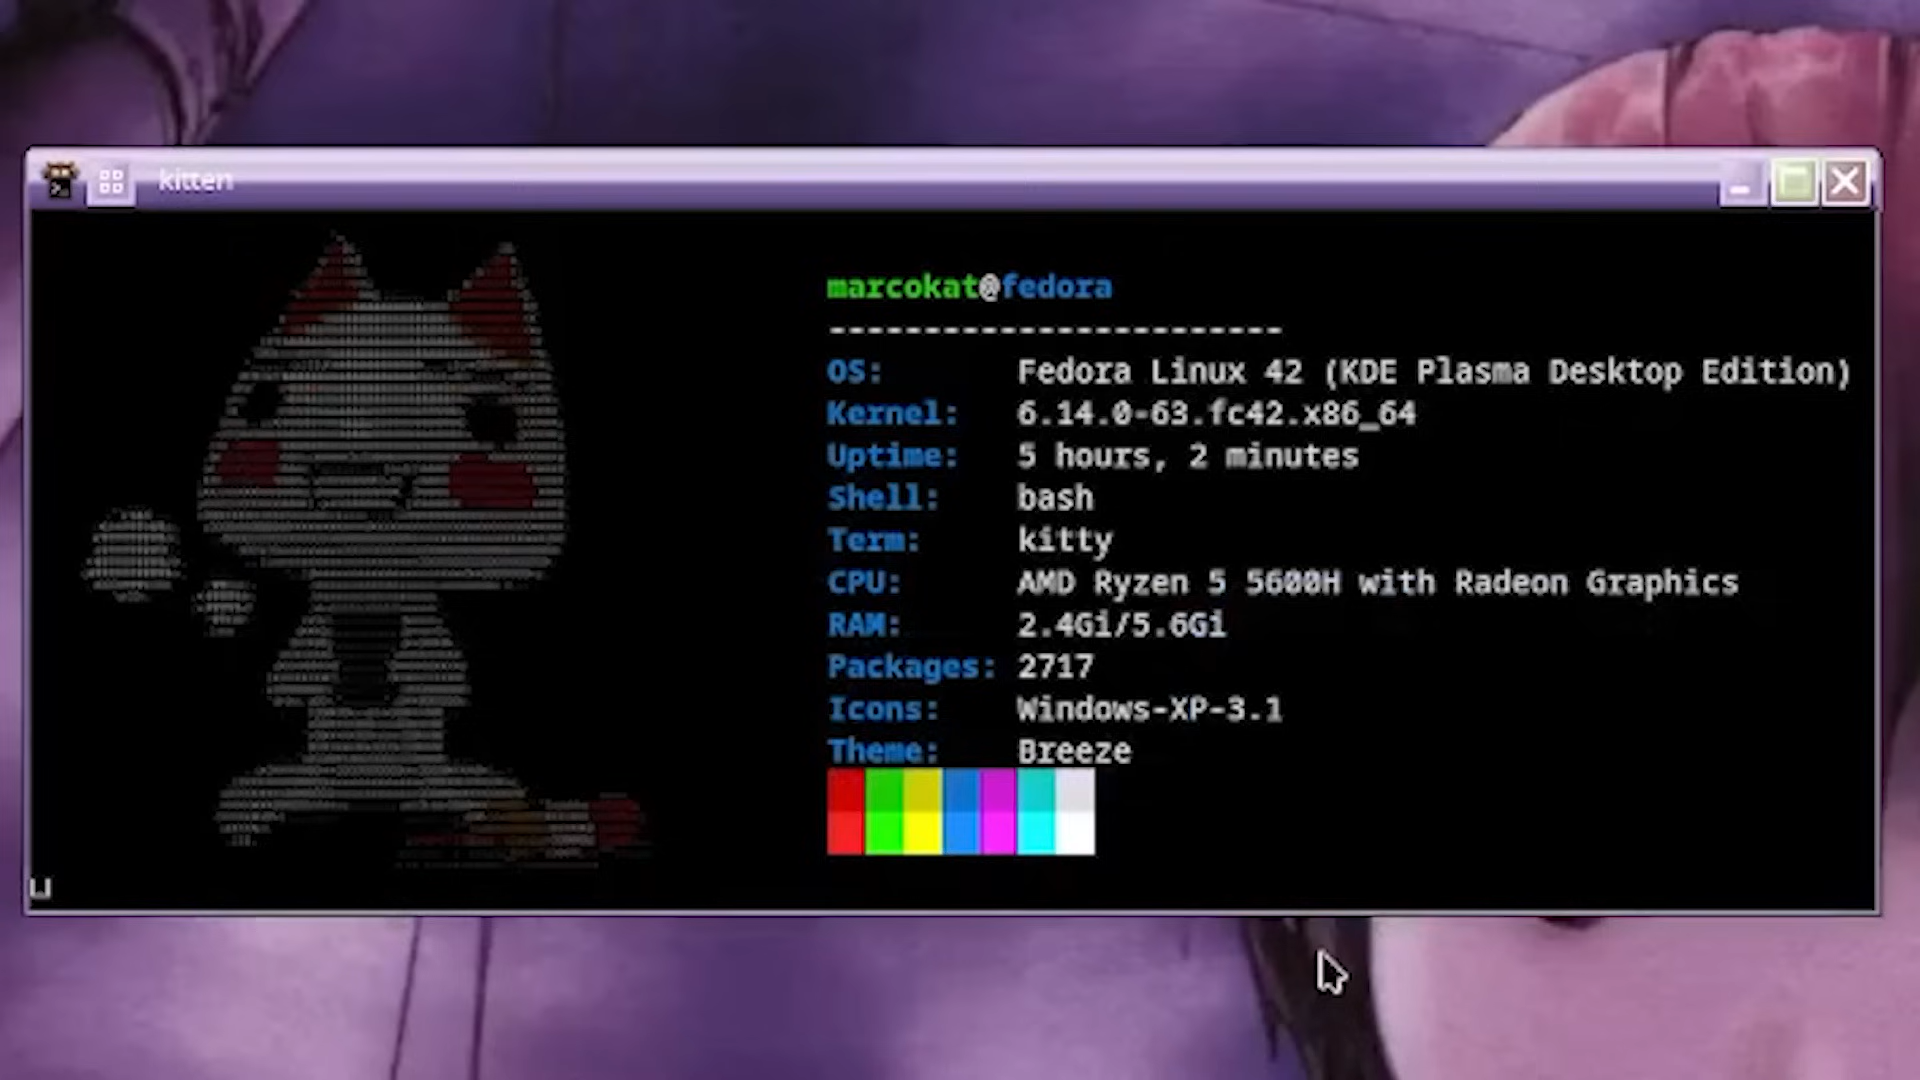 kitten
marcokat@fedora
------------------------
OS: Fedora Linux 42 (KDE Plasma Desktop Edition)
Kernel: 6.14.0-63.fc42.x86_64
Uptime: 5 hours, 2 minutes
Shell: bash
Term: kitty
CPU: AMD Ryzen 5 5600H with Radeon Graphics
RAM: 2.4Gi/5.6Gi
Packages: 2717
Icons: Windows-XP-3.1
Theme: Breeze